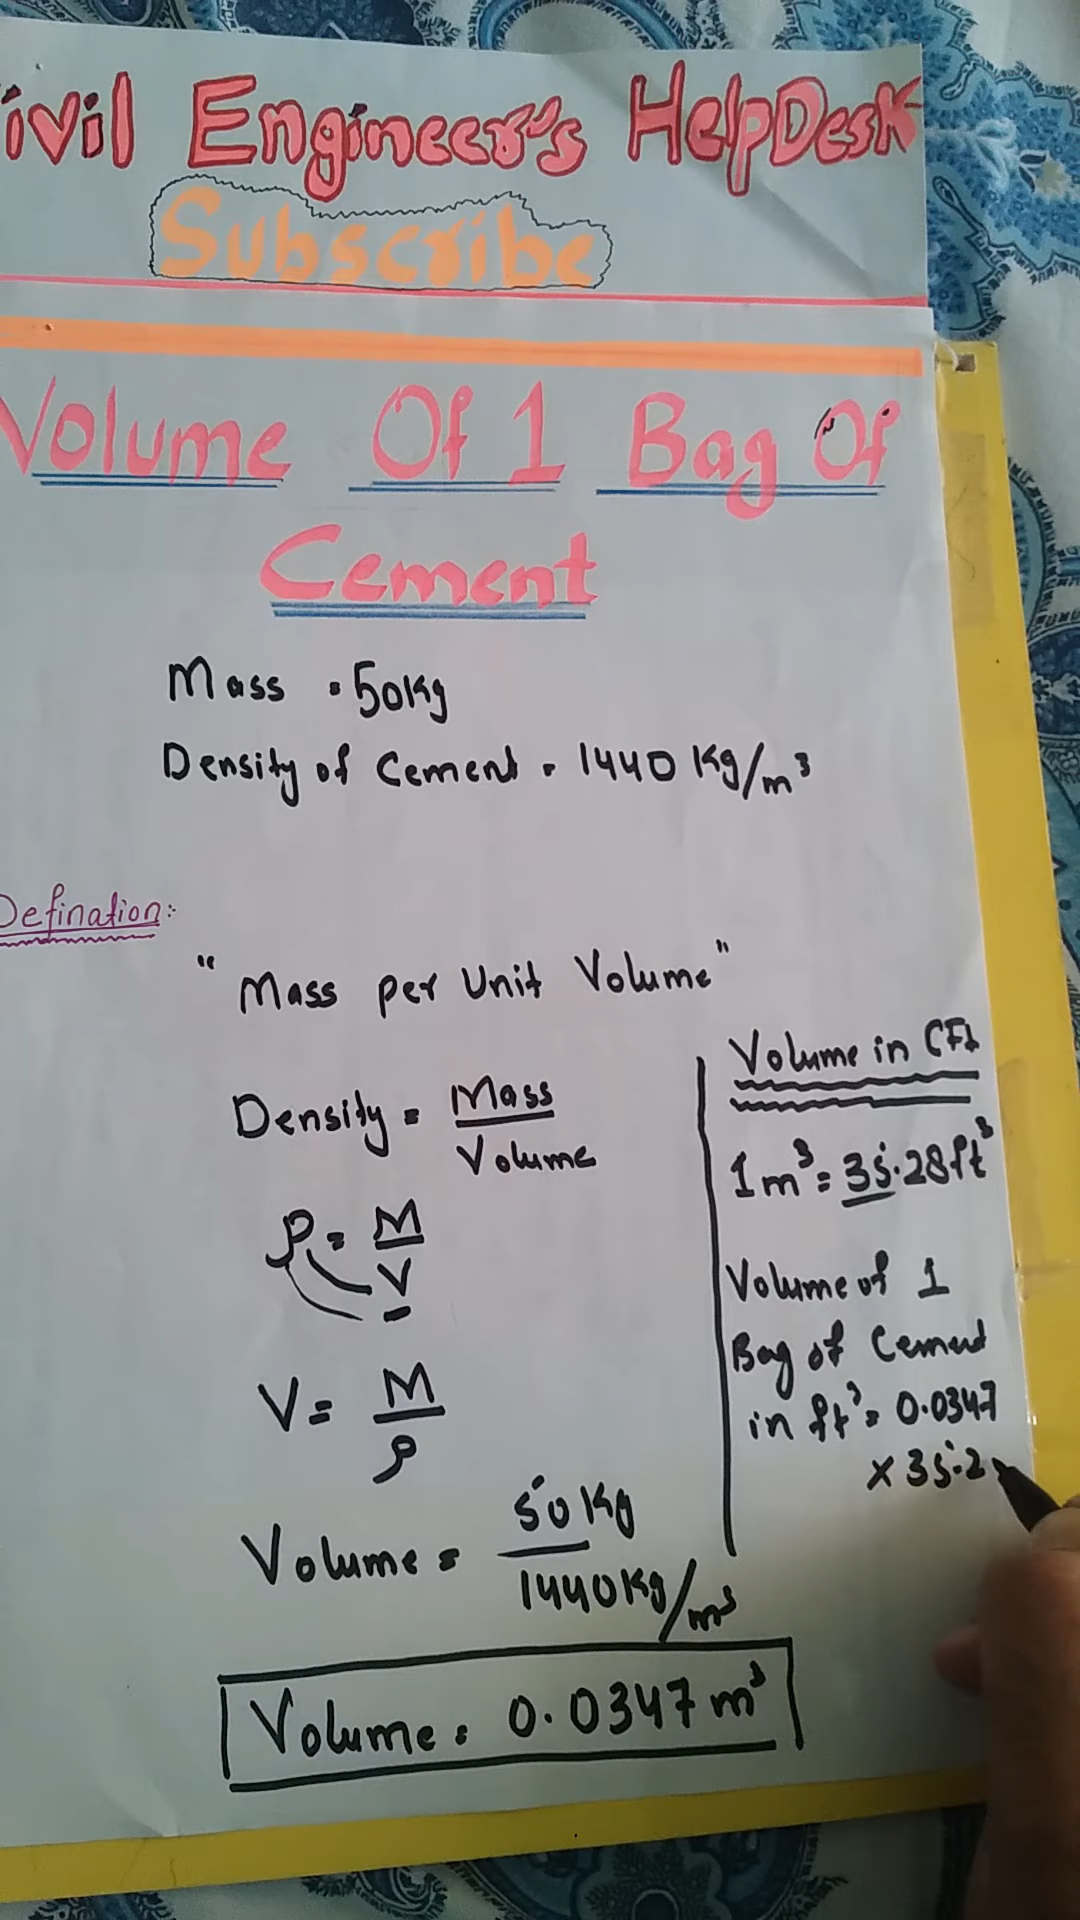 ivil Engineer's HelpDesk
Subscribe
Volume Of 1 Bag Of
Cement
Mass = 50Kg
Density of Cement = 1440 Kg/m³
Defination:
"Mass per Unit Volume"
Density = Mass
Volume
ρ = M
V
V = M
ρ
Volume = 50Kg
1440Kg/m³
Volume = 0.0347 m³
Volume in CFt
1m³ = 35.28ft³
Volume of 1
Bag of Cement
in ft³ = 0.0347
x 35.2